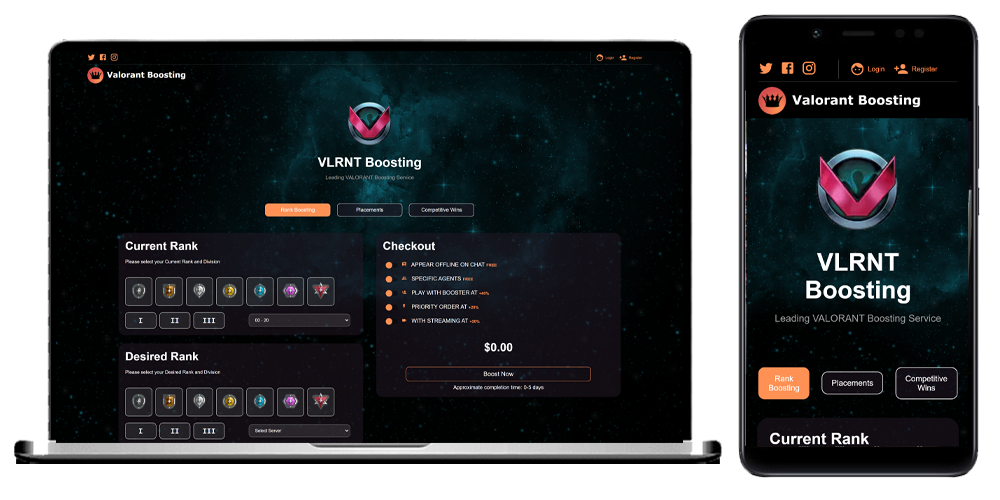 Login
Register
Valorant Boosting
VLRNT Boosting
Leading VALORANT Boosting Service
Rank Boosting
Placements
Competitive Wins
Current Rank
Please select your Current Rank and Division
I
II
III
60 - 20
Desired Rank
Please select your Desired Rank and Division
I
II
III
Select Server
Checkout
APPEAR OFFLINE ON CHAT FREE
SPECIFIC AGENTS FREE
PLAY WITH BOOSTER AT +40%
PRIORITY ORDER AT +20%
WITH STREAMING AT +20%
$0.00
Boost Now
Approximate completion time: 0-5 days
Login
Register
Valorant Boosting
VLRNT
Boosting
Leading VALORANT Boosting Service
Rank
Boosting
Placements
Competitive
Wins
Current Rank